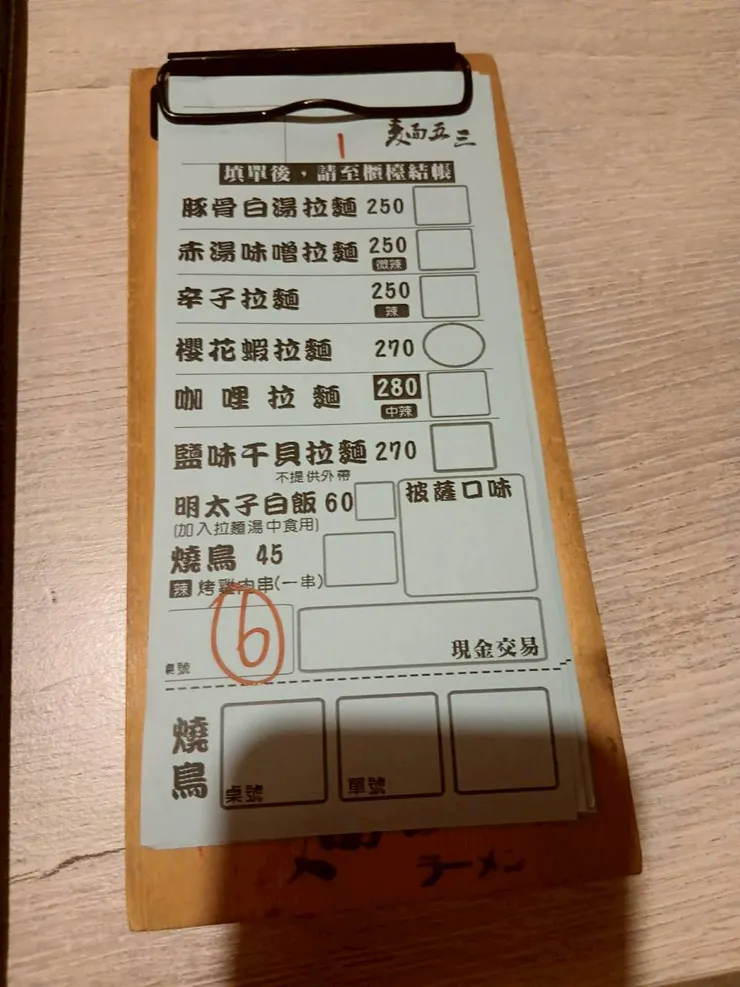 1
麵面五三
填單後，請至櫃檯結帳
豚骨白湯拉麵 250
赤湯味噌拉麵 250
微辣
辛子拉麵 250
辣
櫻花蝦拉麵 270
咖哩拉麵 280
中辣
鹽味干貝拉麵 270
不提供外帶
明太子白飯 60
(加入拉麵湯中食用)
披薩口味
燒鳥 45
辣 烤雞肉串(一串)
桌號 6
現金交易
燒鳥
桌號
單號
ラーメン